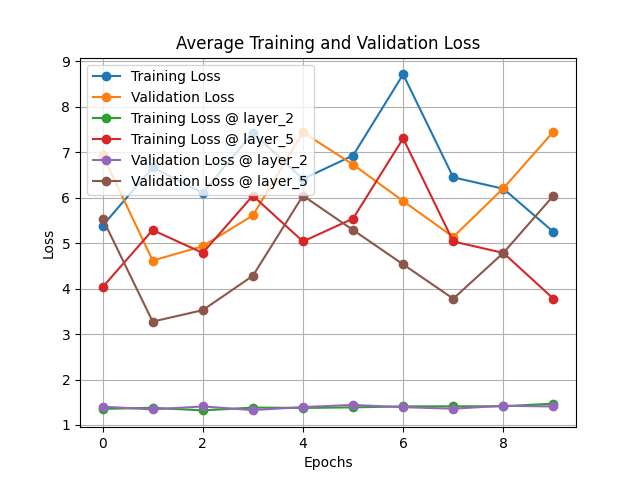 Average Training and Validation Loss
9
8
7
6
5
4
3
2
1
Loss
Training Loss
Validation Loss
Training Loss @ layer_2
Training Loss @ layer_5
Validation Loss @ layer_2
Validation Loss @ layer_5
0 2 4 6 8
Epochs